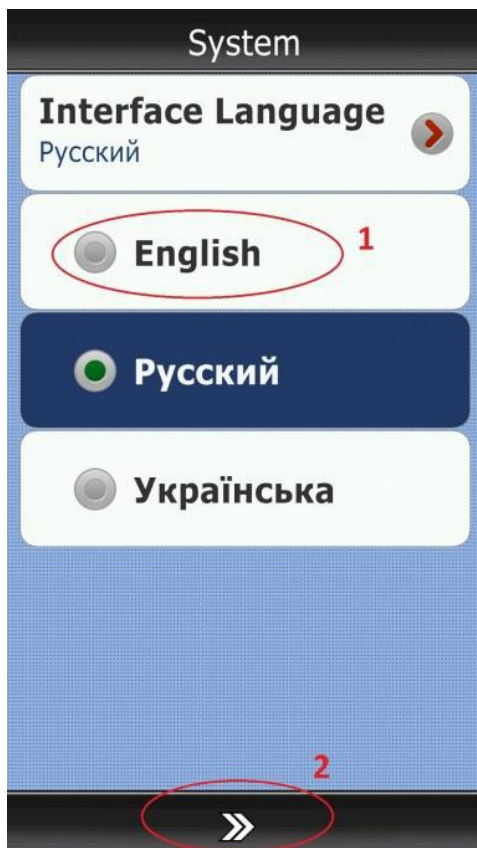 System
Interface Language
Русский
English
1
Русский
Українська
2